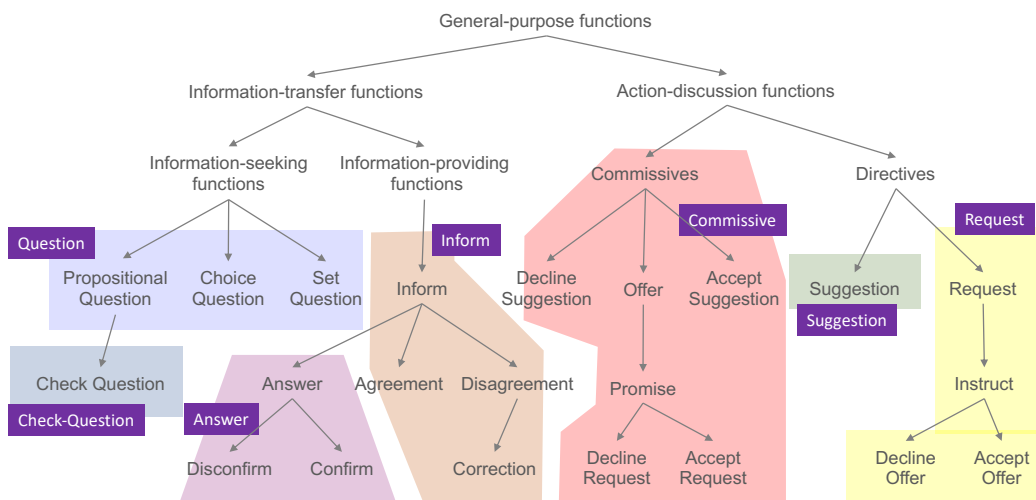 General-purpose functions
Information-transfer functions
Action-discussion functions
Information-seeking
functions
Information-providing
functions
Commissives
Directives
Question
Inform
Commissive
Request
Propositional
Question
Choice
Question
Set
Question
Inform
Decline
Suggestion
Offer
Accept
Suggestion
Suggestion
Request
Suggestion
Check Question
Answer
Agreement
Disagreement
Promise
Instruct
Check-Question
Answer
Disconfirm
Confirm
Correction
Decline
Request
Accept
Request
Decline
Offer
Accept
Offer